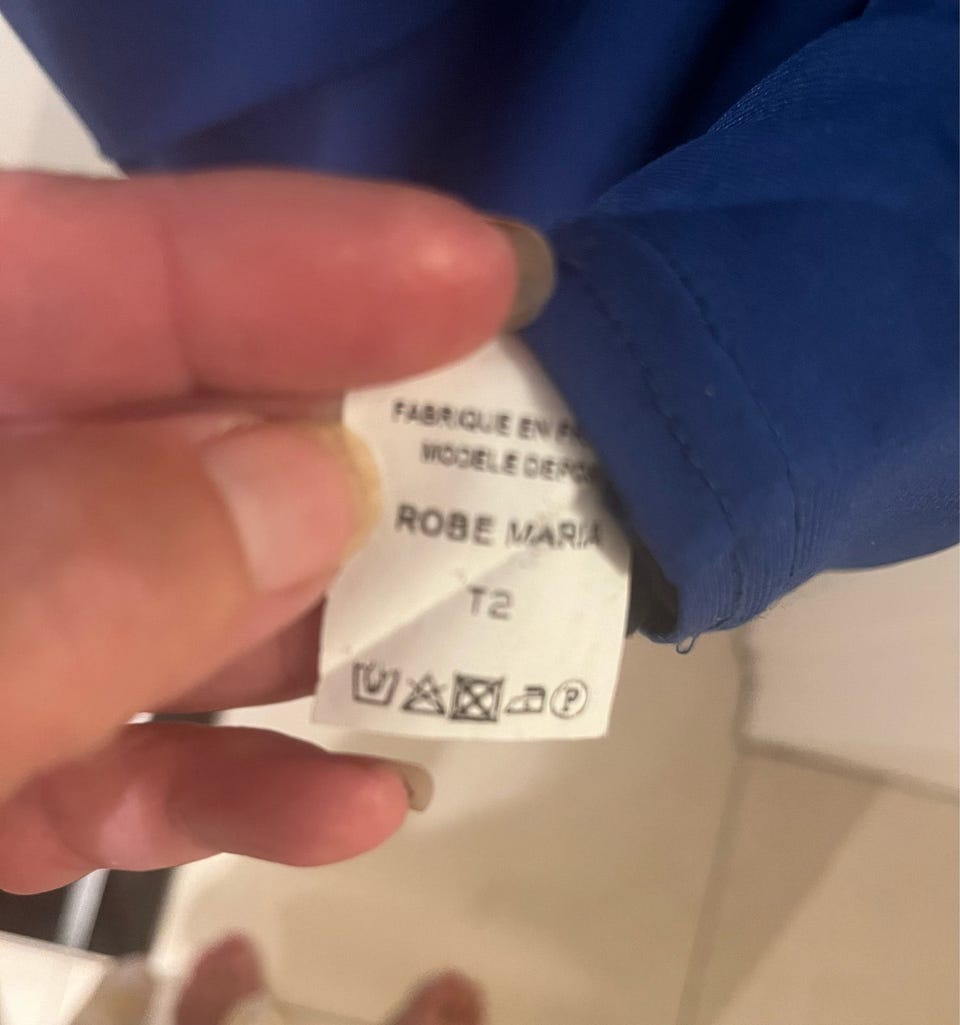 FABRIQUE EN
MODELE
ROBE MARIA
T2
P